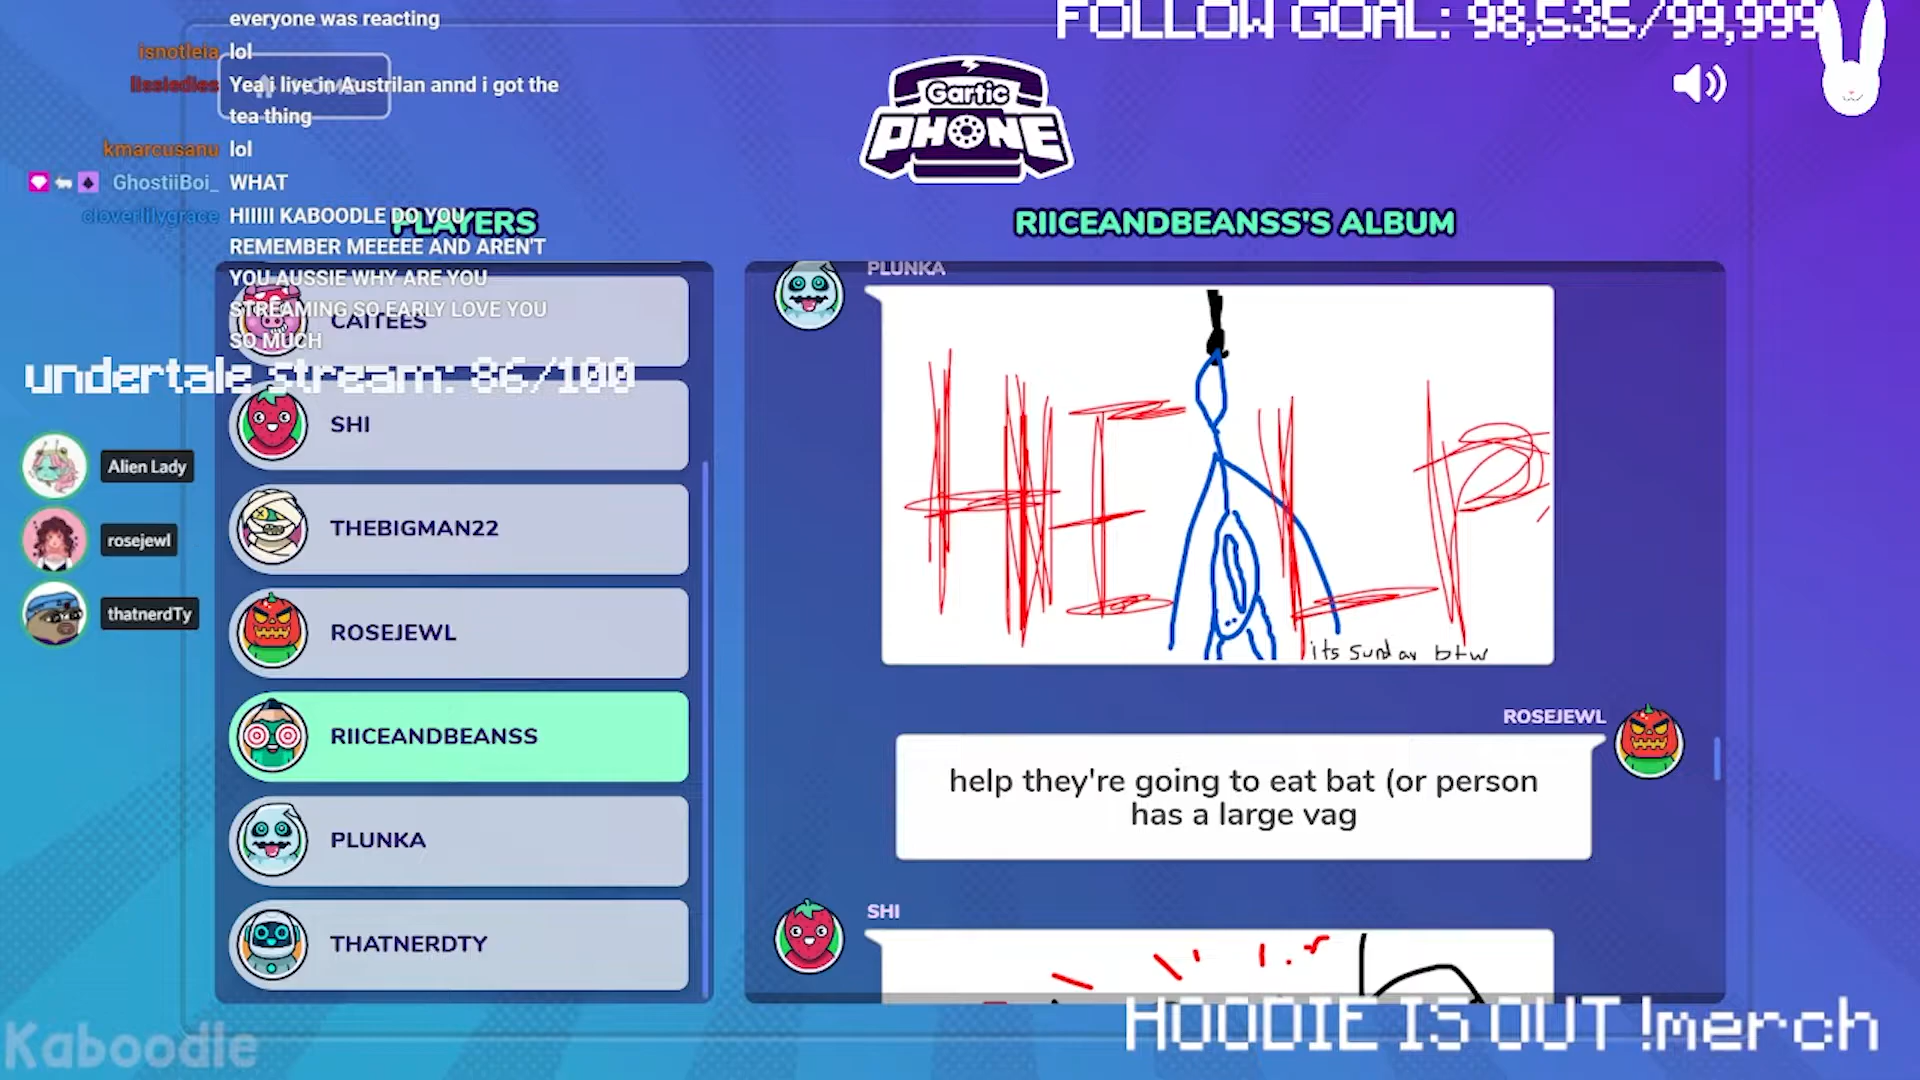 everyone was reacting
FOLLOW GOAL: 98,535/99,999
isnotleia lol
lissiedies Yea i live in Austrilan annd i got the
tea thing
kmarcusanu lol
GhostiiBoi_ WHAT
cloverlilygrace HIIIII KABOODLE DO YOU
REMEMBER MEEEEE AND AREN'T
YOU AUSSIE WHY ARE YOU
STREAMING SO EARLY LOVE YOU
SO MUCH
undertale stream: 86/100
Alien Lady
rosejewl
thatnerdTy
Gartic
PHONE
PLAYERS
CAITEES
SHI
THEBIGMAN22
ROSEJEWL
RIICEANDBEANSS
PLUNKA
THATNERDTY
RIICEANDBEANSS'S ALBUM
PLUNKA
HELP
its sunday btw
ROSEJEWL
help they're going to eat bat (or person
has a large vag
SHI
HOODIE IS OUT !merch
Kaboodle